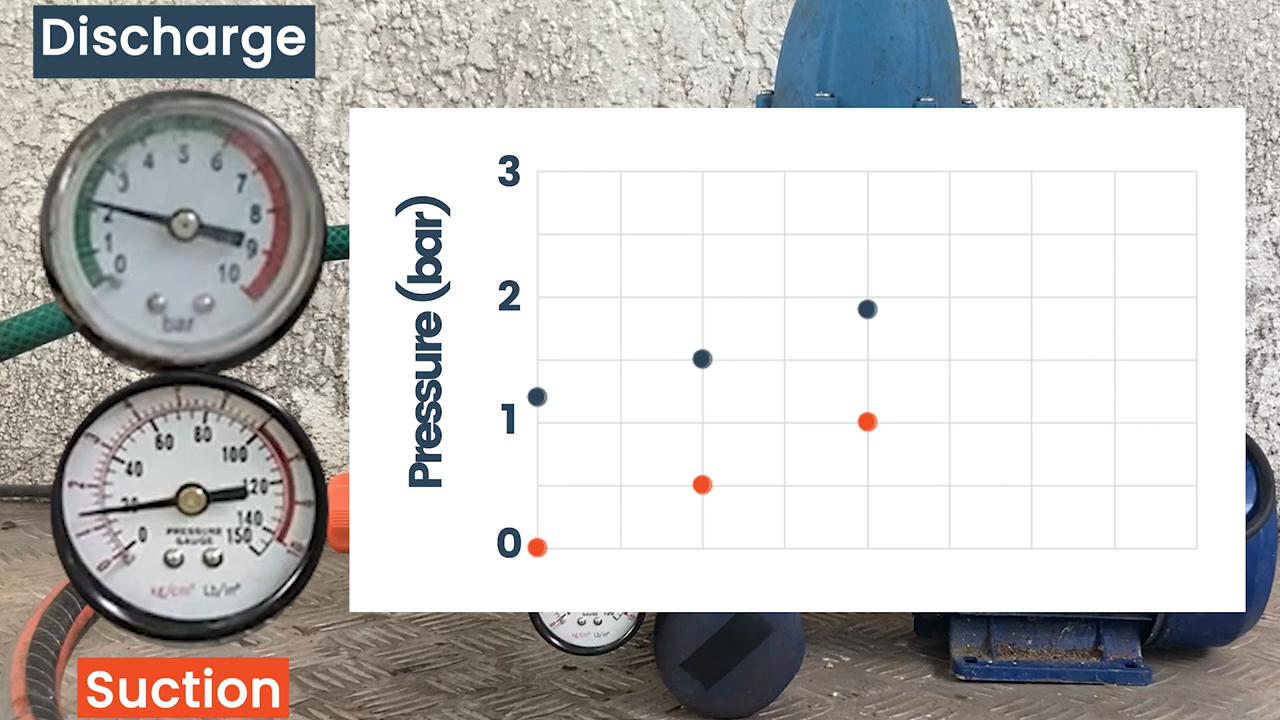 Discharge
4 5 6
3 7
2 8
1 9
0 10
bar
3
2
1
0
Pressure (bar)
60 80
40 100
20 120
0 140
150
PRESSURE
GAUGE
kg/cm² Lb/in²
Suction